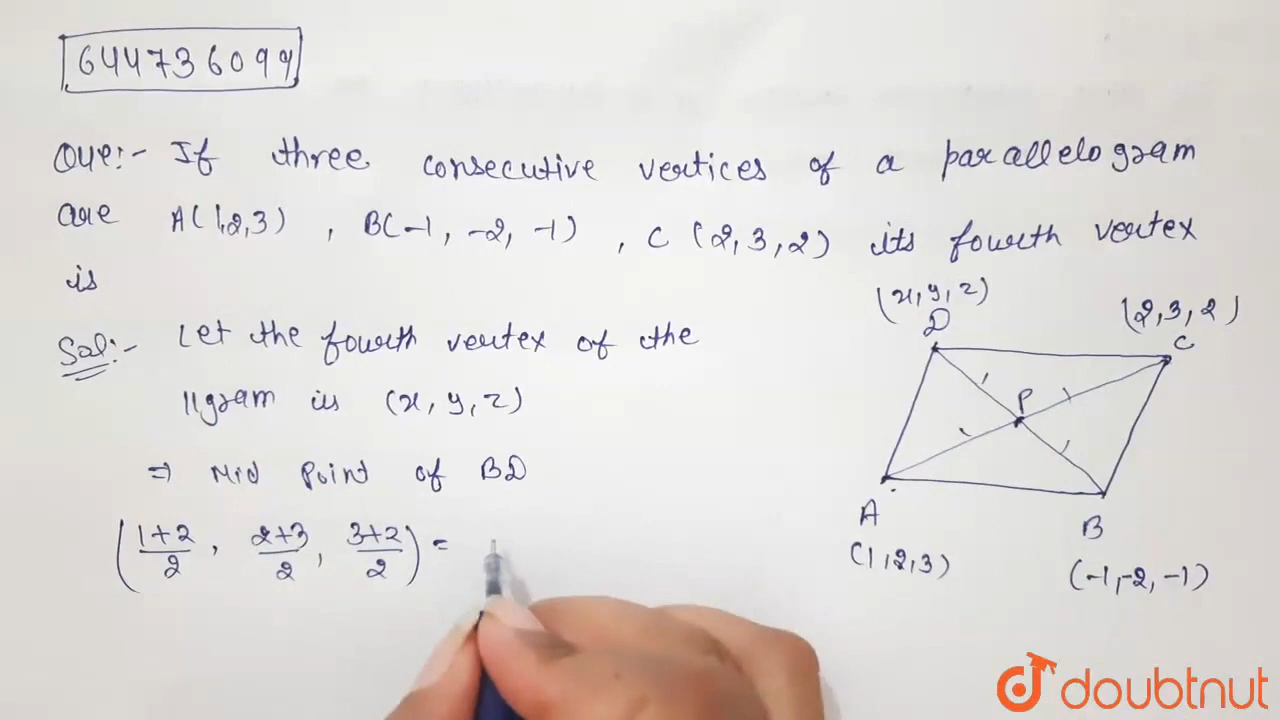 644736099
Que:- If three consecutive vertices of a parallelogram
are A(1,2,3) , B(-1, -2, -1) , C (2, 3, 2) its fourth vertex
is
Sol:- Let the fourth vertex of the
||gram is (x, y, z)
⇒ Mid Point of BD
(1+2/2, 2+3/2, 3+2/2) =
(x, y, z)
D
(2, 3, 2)
C
P
A
(1,2,3)
B
(-1,-2,-1)
doubtnut